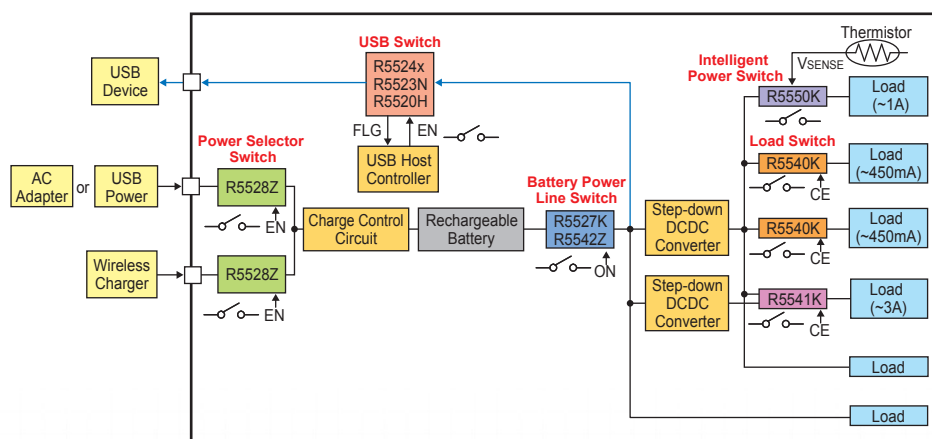 USB Switch
Thermistor
VSENSE
Intelligent
Power Switch
USB
Device
R5524x
R5523N
R5520H
R5550K
Load
(~1A)
FLG
EN
Power Selector
Switch
USB Host
Controller
Load Switch
R5540K
Load
(~450mA)
CE
AC
Adapter
or
USB
Power
R5528Z
EN
Battery Power
Line Switch
Charge Control
Circuit
Rechargeable
Battery
R5527K
R5542Z
ON
Step-down
DCDC
Converter
R5540K
Load
(~450mA)
CE
Wireless
Charger
R5528Z
EN
Step-down
DCDC
Converter
R5541K
Load
(~3A)
CE
Load
Load